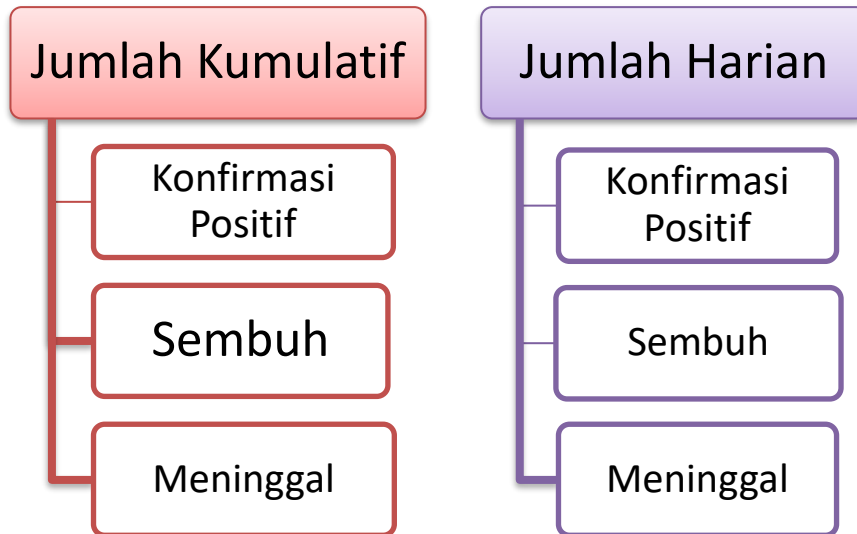 Jumlah Kumulatif
Konfirmasi
Positif
Sembuh
Meninggal
Jumlah Harian
Konfirmasi
Positif
Sembuh
Meninggal